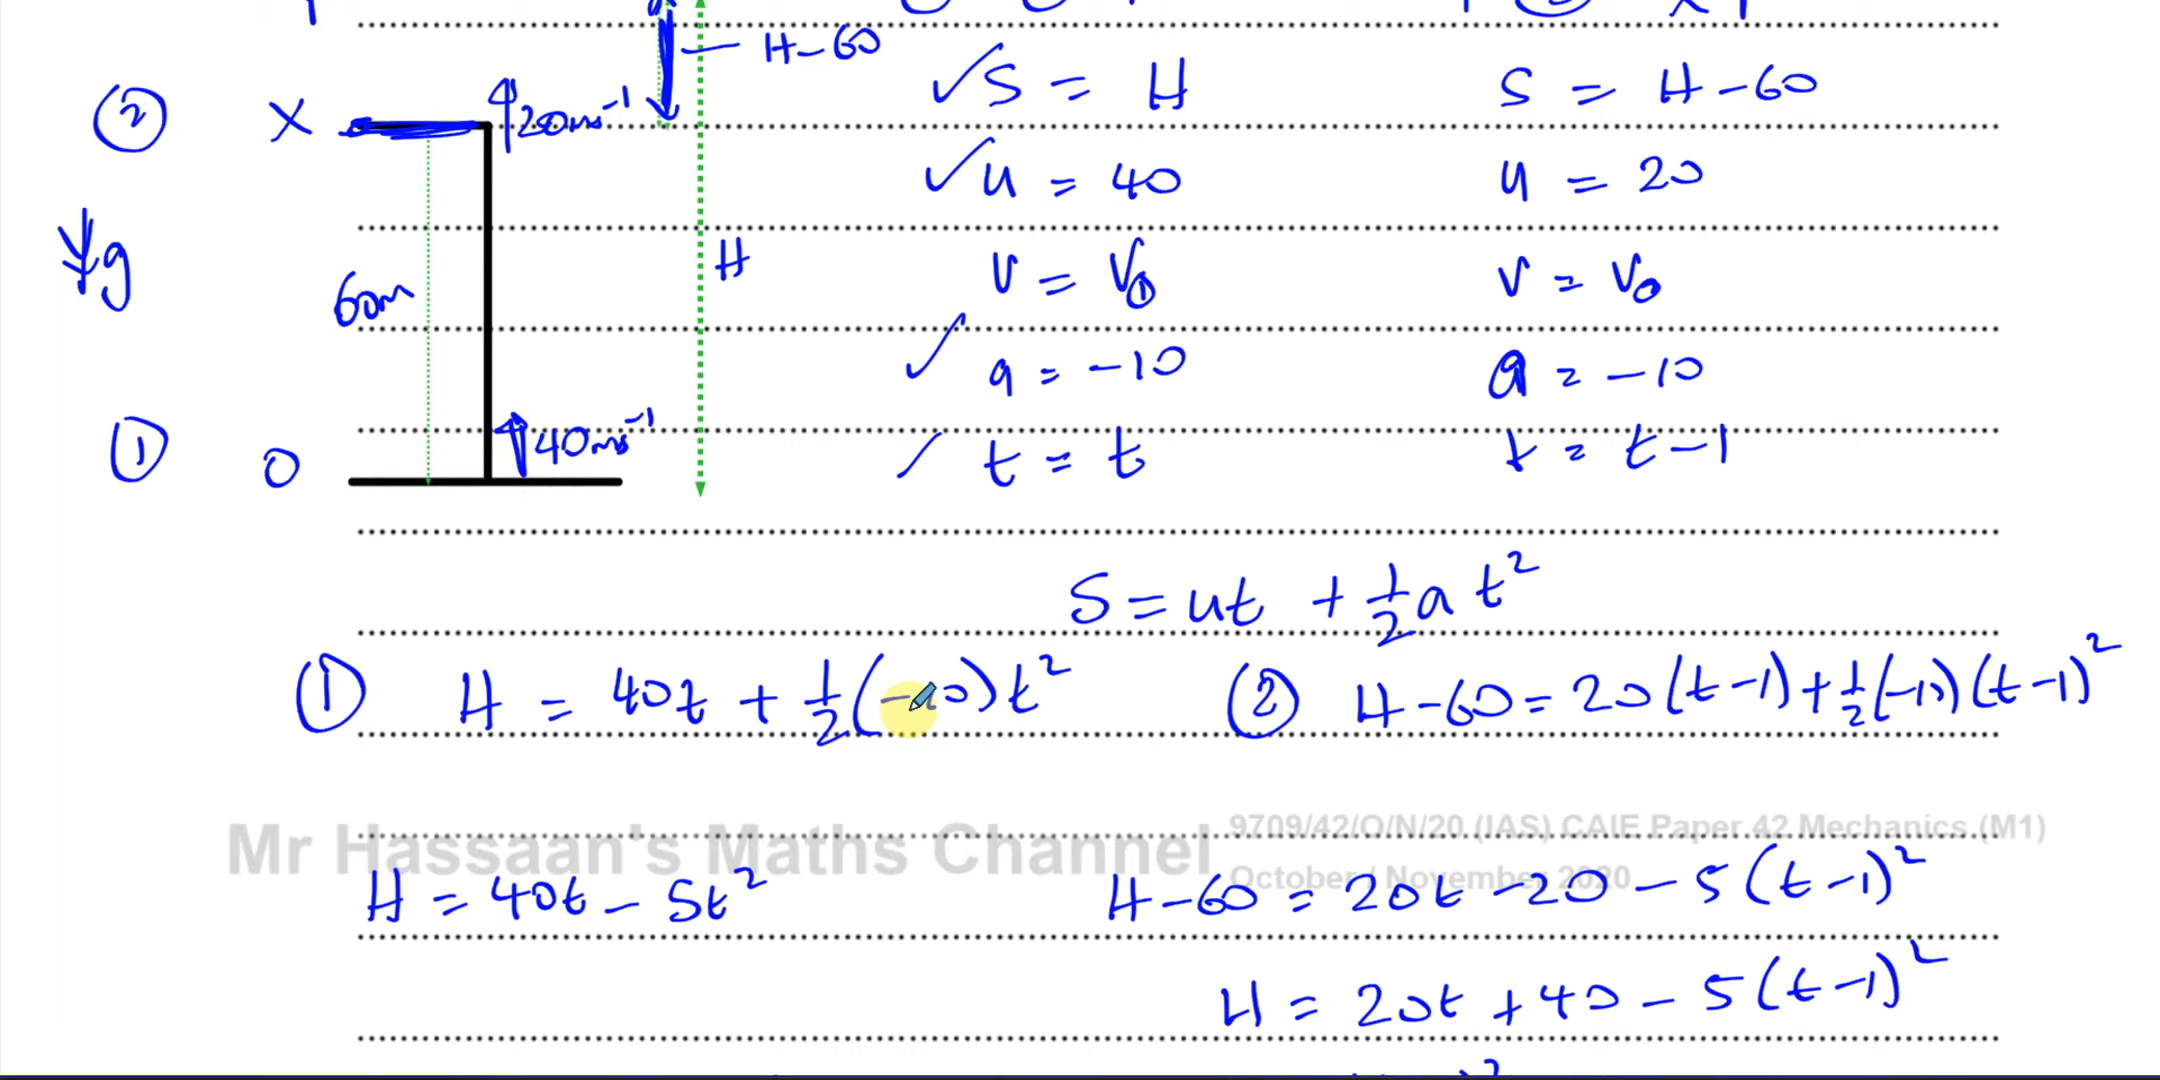 H-60
② X 20ms⁻¹
S = H
S = H-60
u = 40
u = 20
↓g
60m
H
v = V₁
v = V₀
a = -10
a = -10
① O 40ms⁻¹
t = t
t = t-1
S = ut + ½at²
① H = 40t + ½(-10)t²
② H-60 = 20(t-1) + ½(-10)(t-1)²
Mr Hassaan's Maths Channel
9709/42/O/N/20 (IAS) CAIE Paper 42 Mechanics (M1)
October / November 2020
H = 40t - 5t²
H-60 = 20t - 20 - 5(t-1)²
H = 20t + 40 - 5(t-1)²